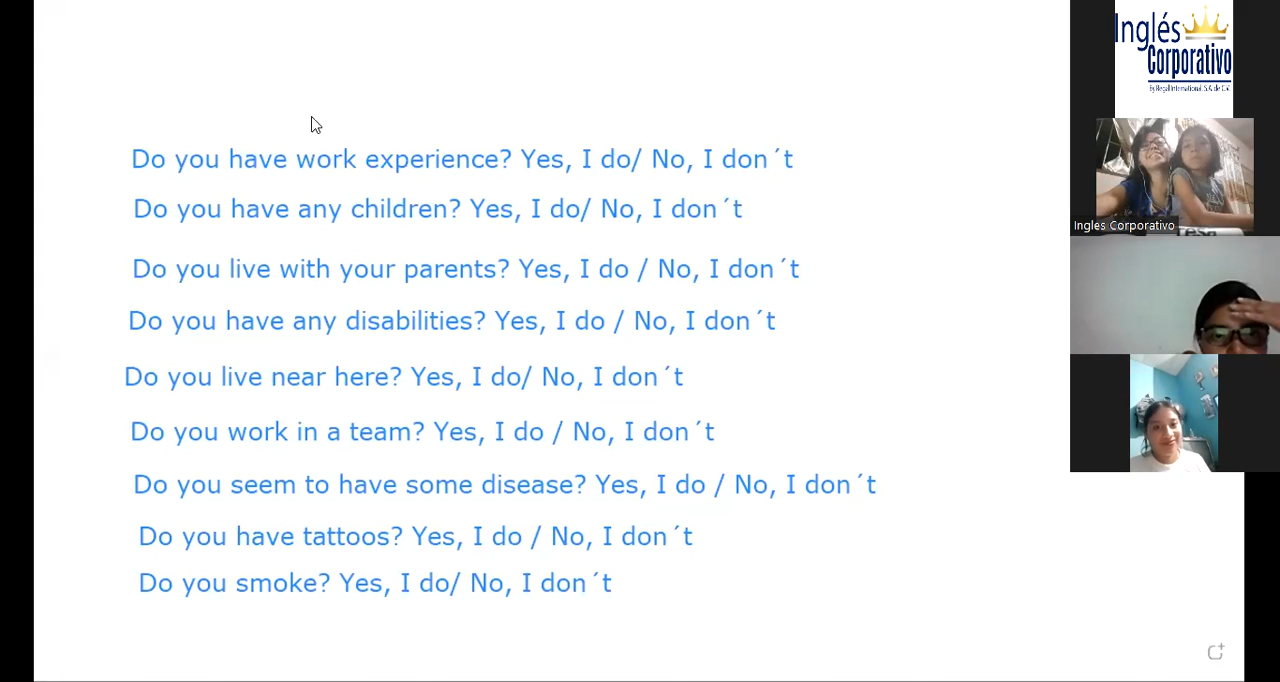 Do you have work experience? Yes, I do/ No, I don´t
Do you have any children? Yes, I do/ No, I don´t
Do you live with your parents? Yes, I do / No, I don´t
Do you have any disabilities? Yes, I do / No, I don´t
Do you live near here? Yes, I do/ No, I don´t
Do you work in a team? Yes, I do / No, I don´t
Do you seem to have some disease? Yes, I do / No, I don´t
Do you have tattoos? Yes, I do / No, I don´t
Do you smoke? Yes, I do/ No, I don´t
Inglés
Corporativo
By Regal International, S.A. de C.V.
Ingles Corporativo